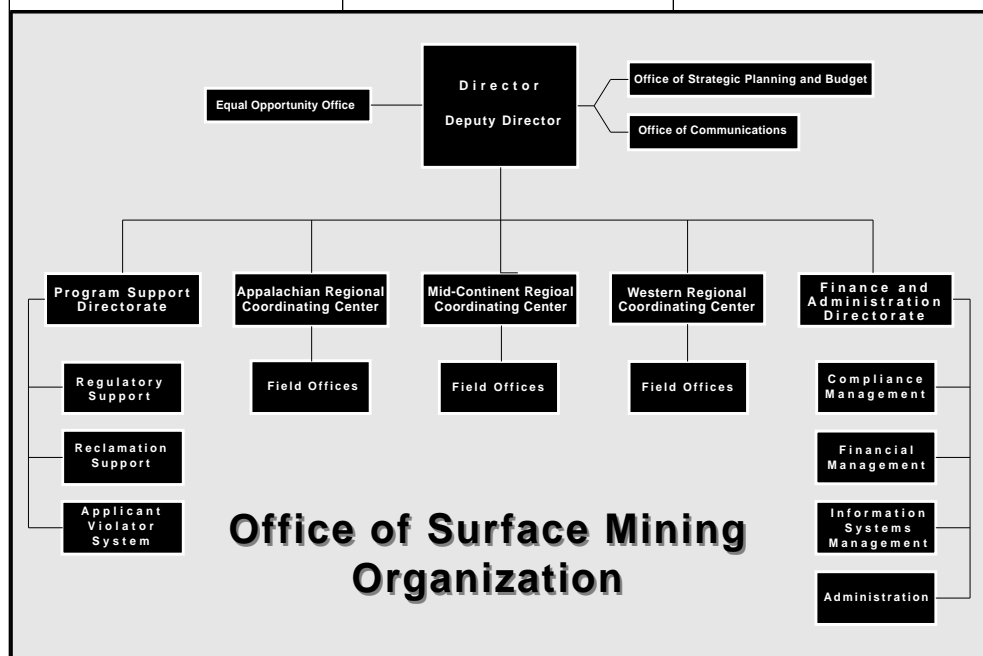 Director
Deputy Director
Equal Opportunity Office
Office of Strategic Planning and Budget
Office of Communications
Program Support
Directorate
Appalachian Regional
Coordinating Center
Mid-Continent Regioal
Coordinating Center
Western Regional
Coordinating Center
Finance and
Administration
Directorate
Regulatory
Support
Reclamation
Support
Applicant
Violator
System
Field Offices
Field Offices
Field Offices
Compliance
Management
Financial
Management
Information
Systems
Management
Administration
Office of Surface Mining
Organization